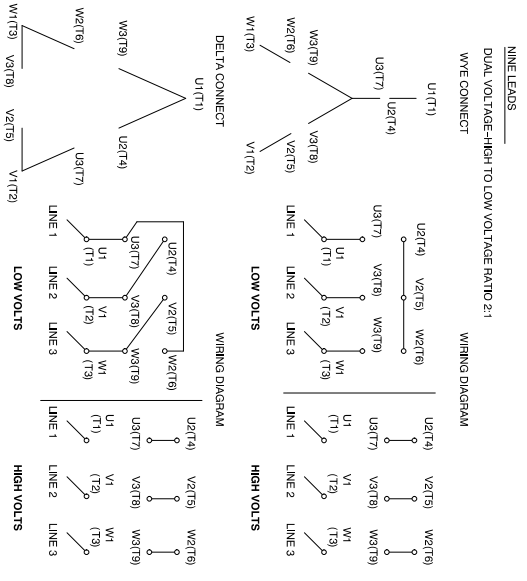 NINE LEADS
DUAL VOLTAGE–HIGH TO LOW VOLTAGE RATIO 2:1
WYE CONNECT
WIRING DIAGRAM
U1(T1)
U3(T7)
U2(T4)
W3(T9)
W2(T6)
W1(T3)
V3(T8)
V2(T5)
V1(T2)
U2(T4) V2(T5) W2(T6)
U3(T7) V3(T8) W3(T9)
U1 V1 W1
(T1) (T2) (T3)
LINE 1 LINE 2 LINE 3
LOW VOLTS
U2(T4) V2(T5) W2(T6)
U3(T7) V3(T8) W3(T9)
U1 V1 W1
(T1) (T2) (T3)
LINE 1 LINE 2 LINE 3
HIGH VOLTS
DELTA CONNECT
WIRING DIAGRAM
U1(T1)
W3(T9)
U2(T4)
W2(T6)
U3(T7)
W1(T3)
V3(T8)
V2(T5)
V1(T2)
U2(T4) V2(T5) W2(T6)
U3(T7) V3(T8) W3(T9)
U1 V1 W1
(T1) (T2) (T3)
LINE 1 LINE 2 LINE 3
LOW VOLTS
U2(T4) V2(T5) W2(T6)
U3(T7) V3(T8) W3(T9)
U1 V1 W1
(T1) (T2) (T3)
LINE 1 LINE 2 LINE 3
HIGH VOLTS